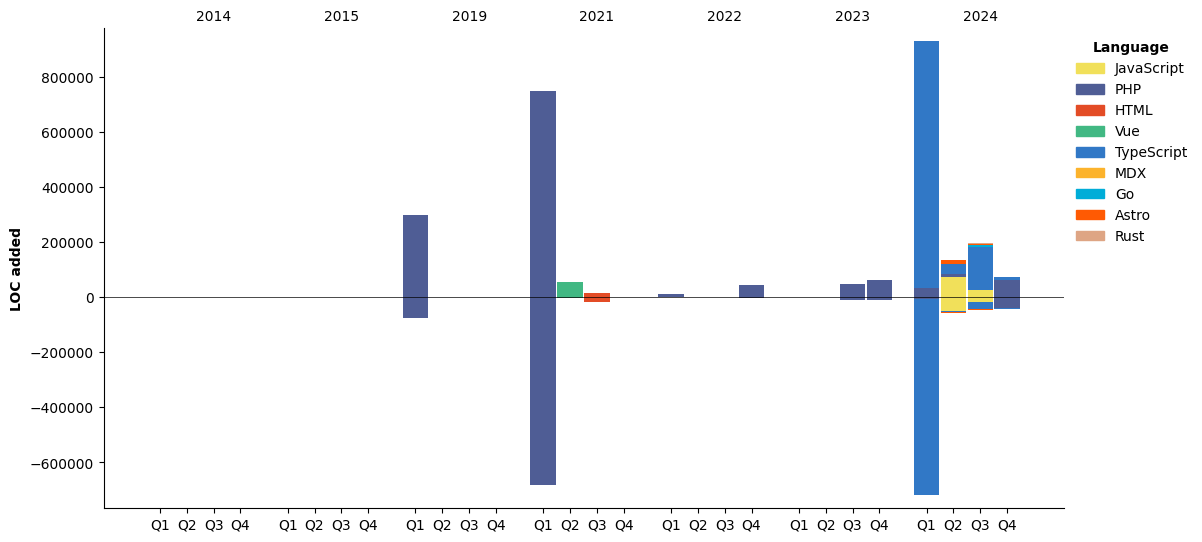 2014 2015 2019 2021 2022 2023 2024
Language
JavaScript
PHP
HTML
Vue
TypeScript
MDX
Go
Astro
Rust
LOC added
800000
600000
400000
200000
0
−200000
−400000
−600000
Q1 Q2 Q3 Q4 Q1 Q2 Q3 Q4 Q1 Q2 Q3 Q4 Q1 Q2 Q3 Q4 Q1 Q2 Q3 Q4 Q1 Q2 Q3 Q4 Q1 Q2 Q3 Q4